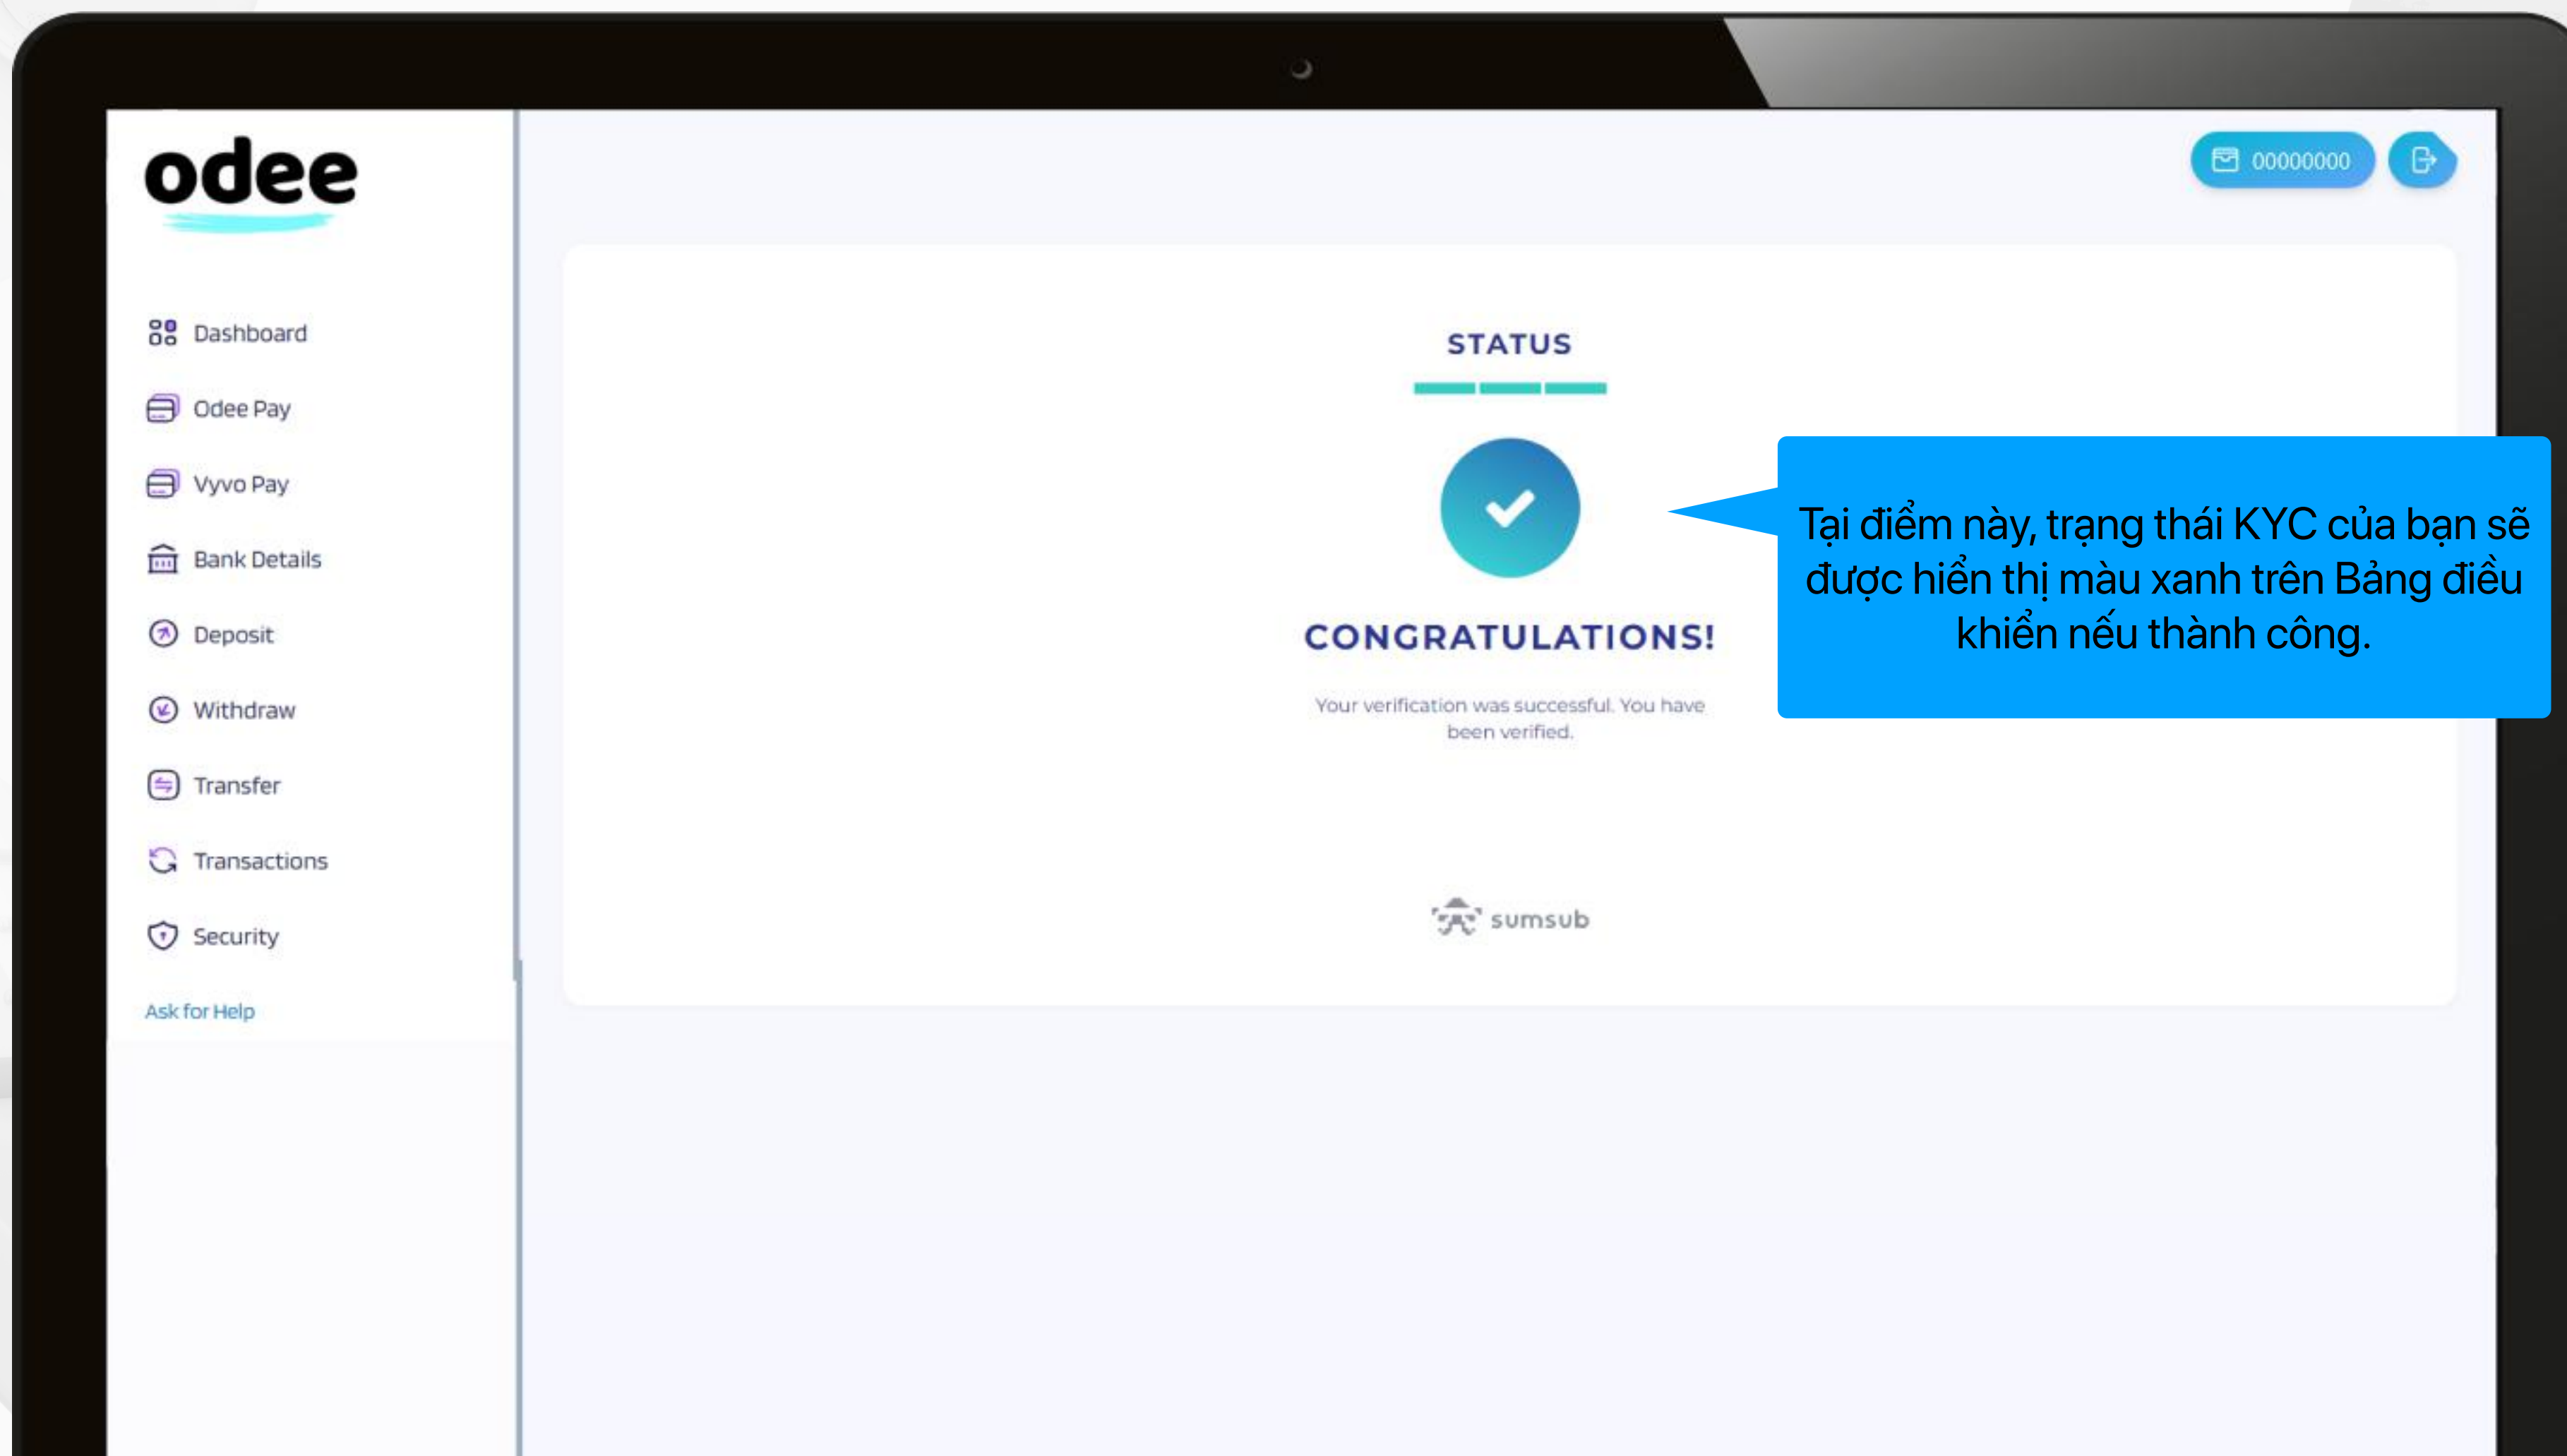 odee
00000000
Dashboard
Odee Pay
Vyvo Pay
Bank Details
Deposit
Withdraw
Transfer
Transactions
Security
Ask for Help
STATUS
CONGRATULATIONS!
Your verification was successful. You have
been verified.
sumsub
Tại điểm này, trạng thái KYC của bạn sẽ
được hiển thị màu xanh trên Bảng điều
khiển nếu thành công.